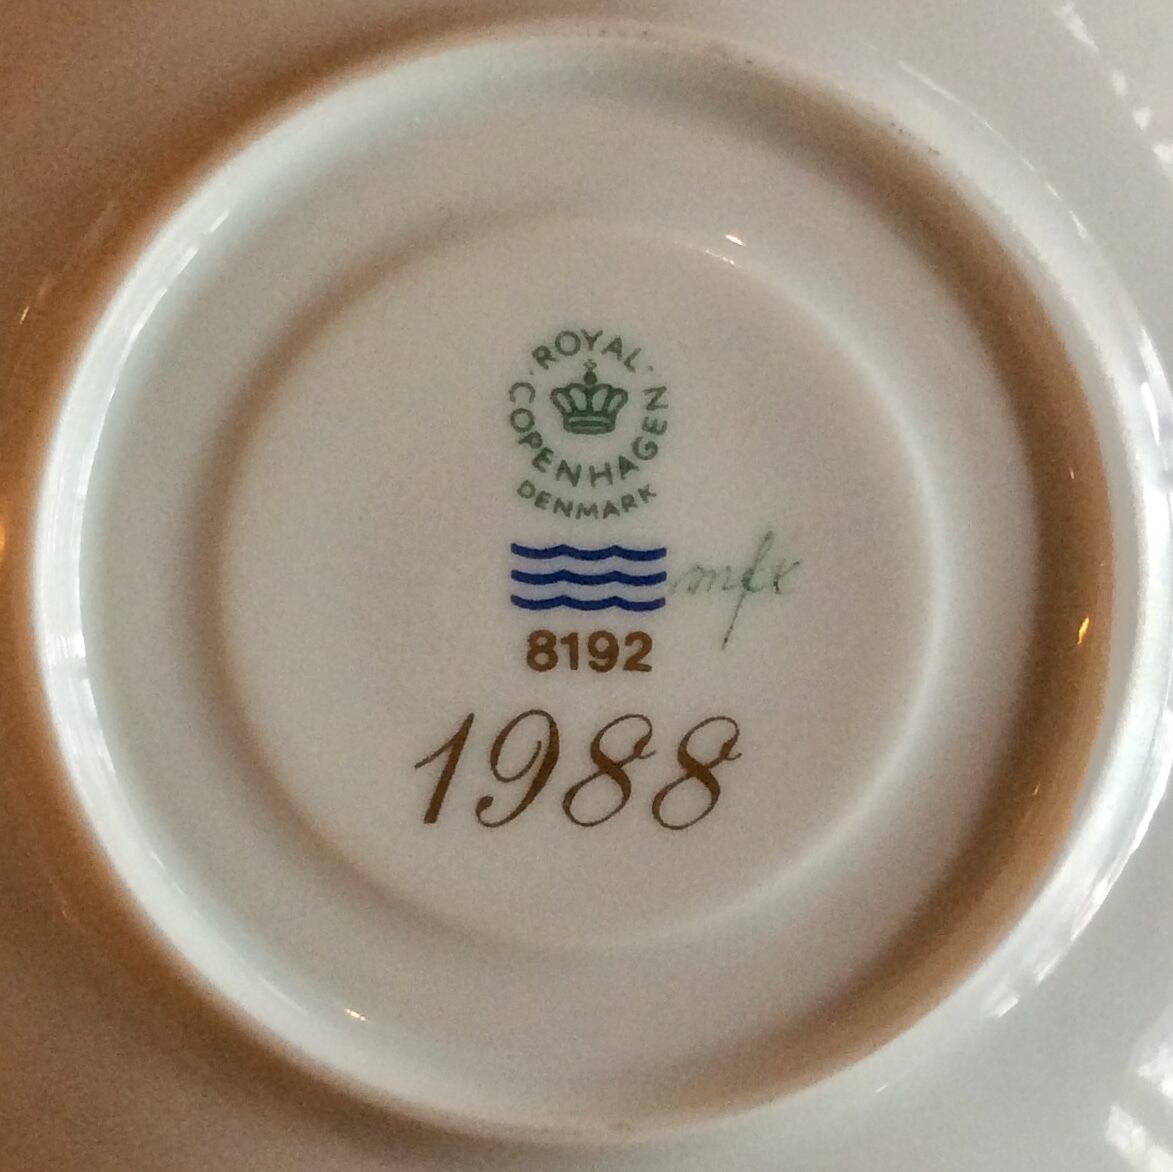 ROYAL
COPENHAGEN
DENMARK
8192
1988